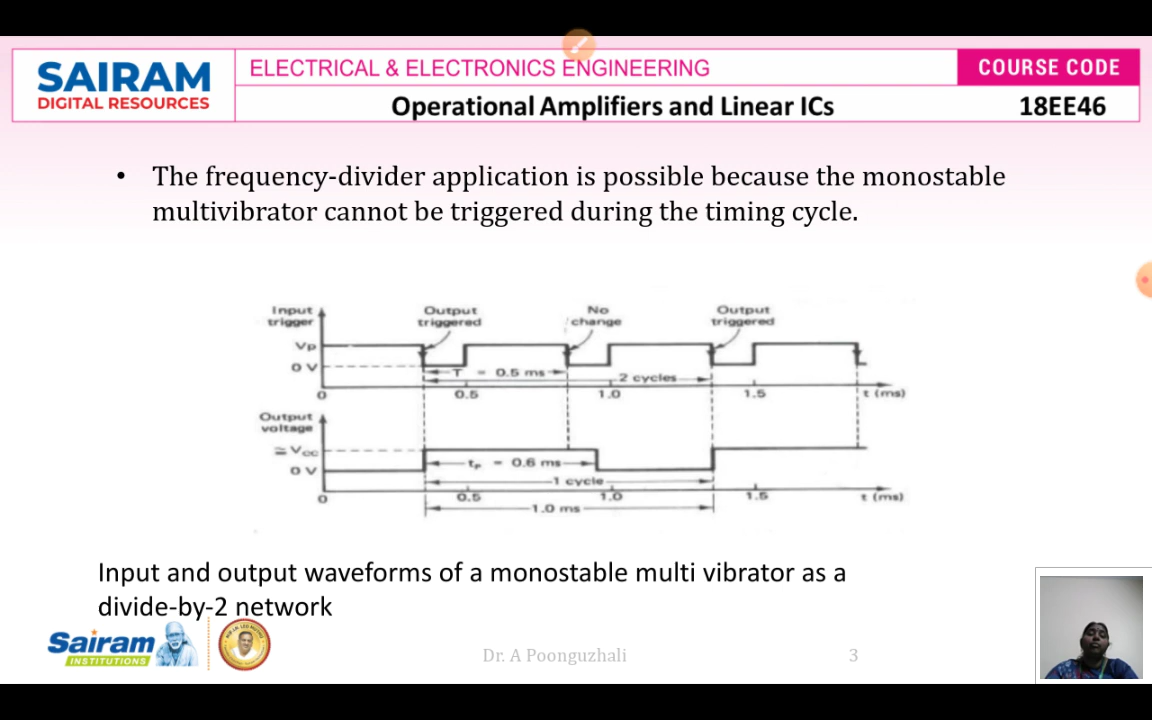 SAIRAM
DIGITAL RESOURCES
ELECTRICAL & ELECTRONICS ENGINEERING
COURSE CODE
Operational Amplifiers and Linear ICs
18EE46
• The frequency-divider application is possible because the monostable
multivibrator cannot be triggered during the timing cycle.
Input trigger
Output triggered
No change
Output triggered
VP
0 V
T = 0.5 ms
2 cycles
0 0.5 1.0 1.5 t (ms)
Output voltage
≅ VCC
0 V
tP = 0.6 ms
1 cycle
0 0.5 1.0 1.5 t (ms)
1.0 ms
Input and output waveforms of a monostable multi vibrator as a
divide-by-2 network
Sairam
INSTITUTIONS
Dr. A Poonguzhali
3